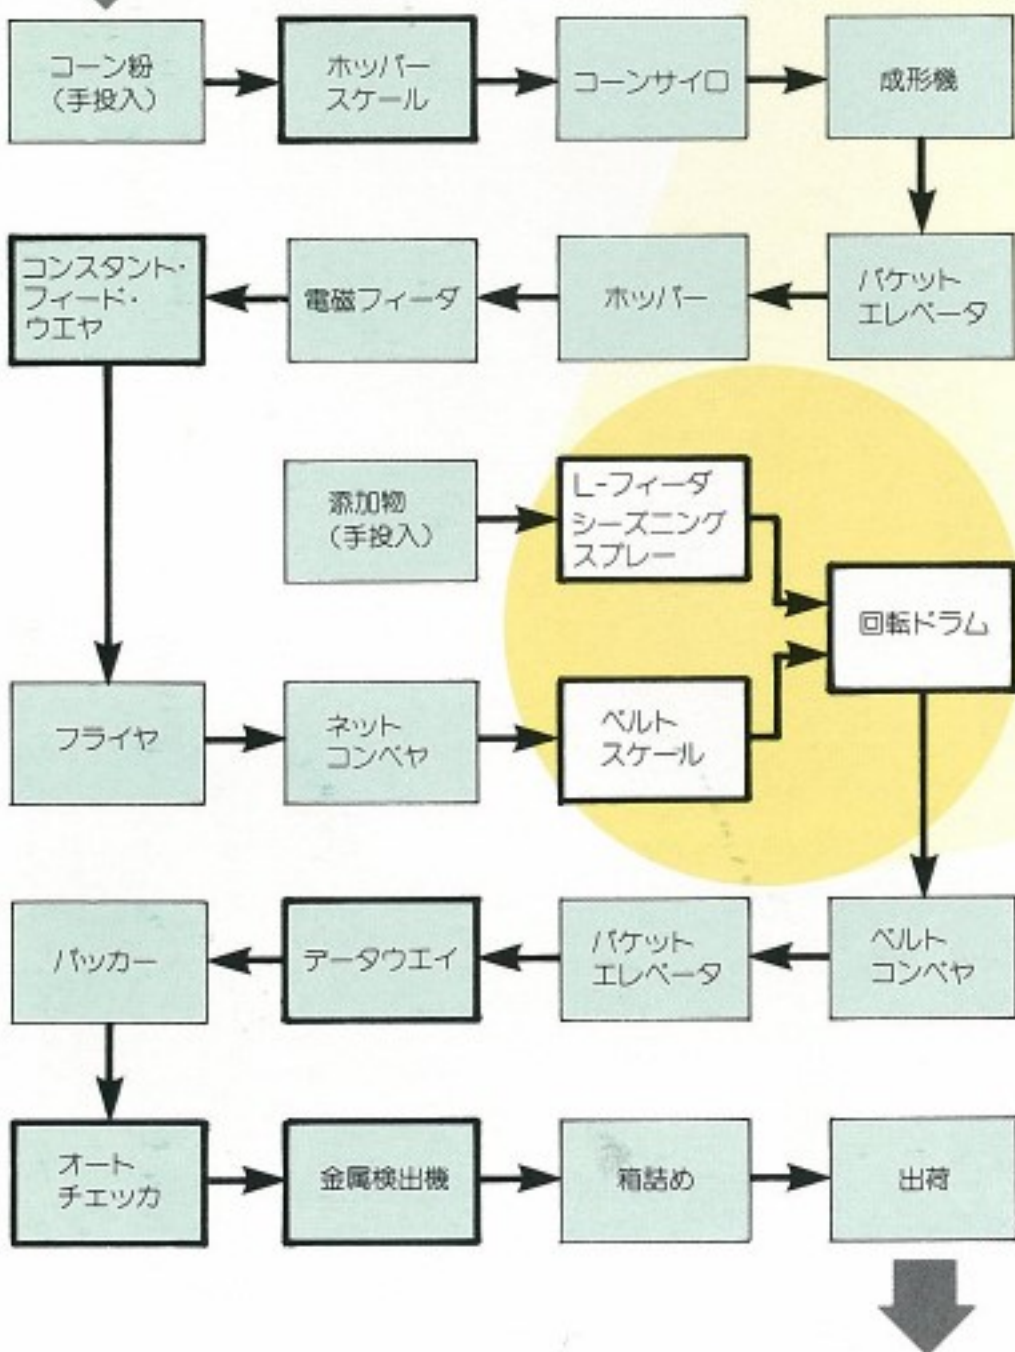 コーン粉
(手投入)
ホッパー
スケール
コーンサイロ
成形機
バケット
エレベータ
ホッパー
電磁フィーダ
コンスタント・
フィード・
ウエヤ
添加物
(手投入)
L-フィーダ
シーズニング
スプレー
回転ドラム
フライヤ
ネット
コンベヤ
ベルト
スケール
ベルト
コンベヤ
バケット
エレベータ
データウエイ
パッカー
オート
チェッカ
金属検出機
箱詰め
出荷